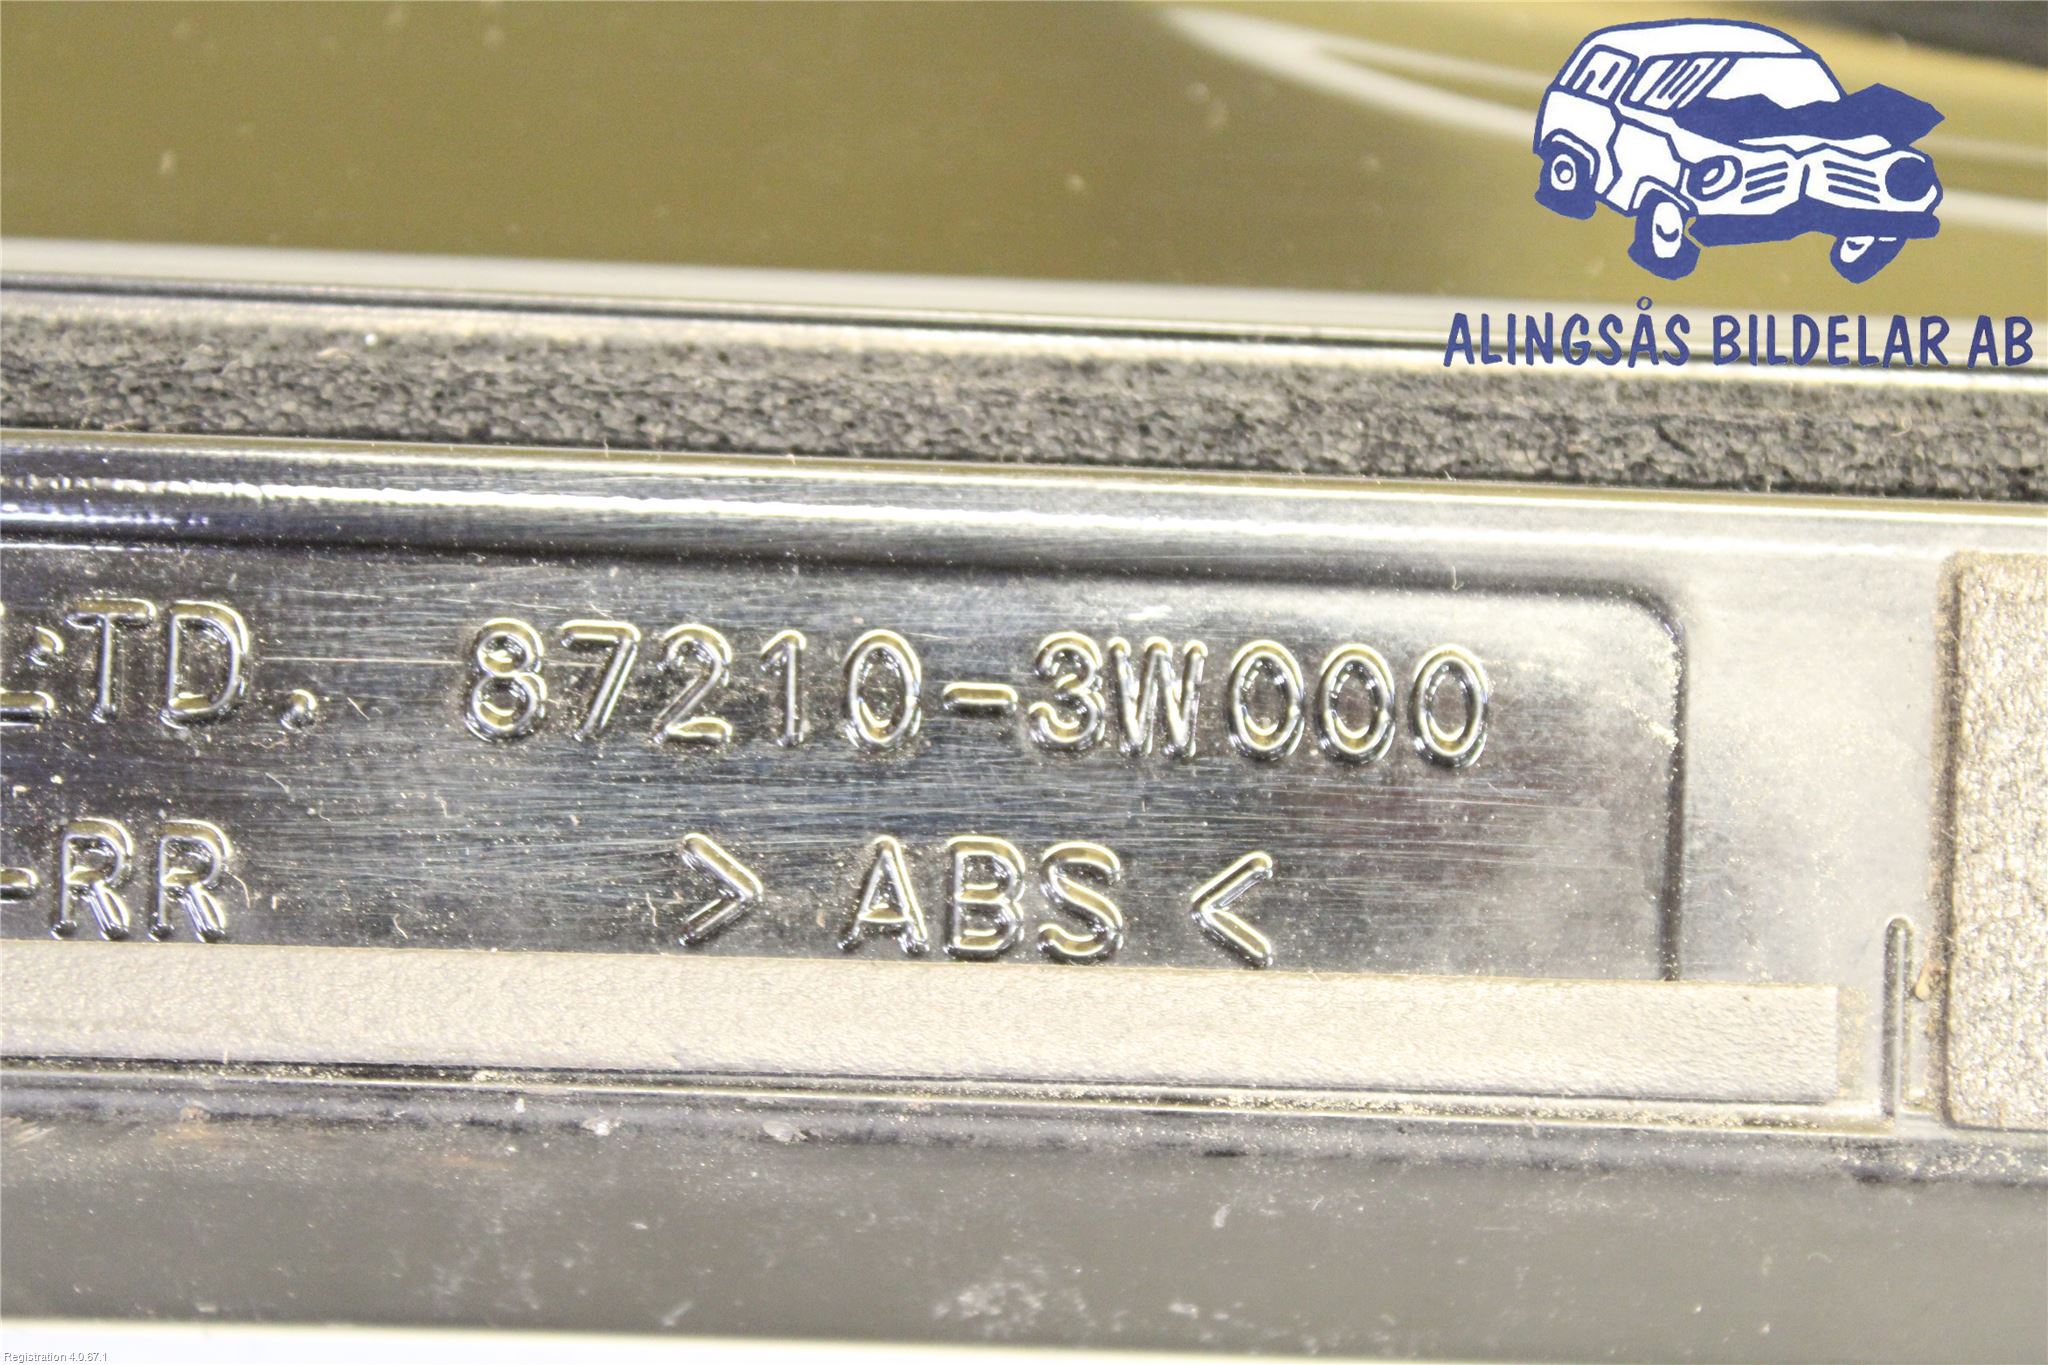 ALINGSÅS BILDELAR AB
LTD. 87210-3W000
-RR >ABS<
Registration 4.0.67.1